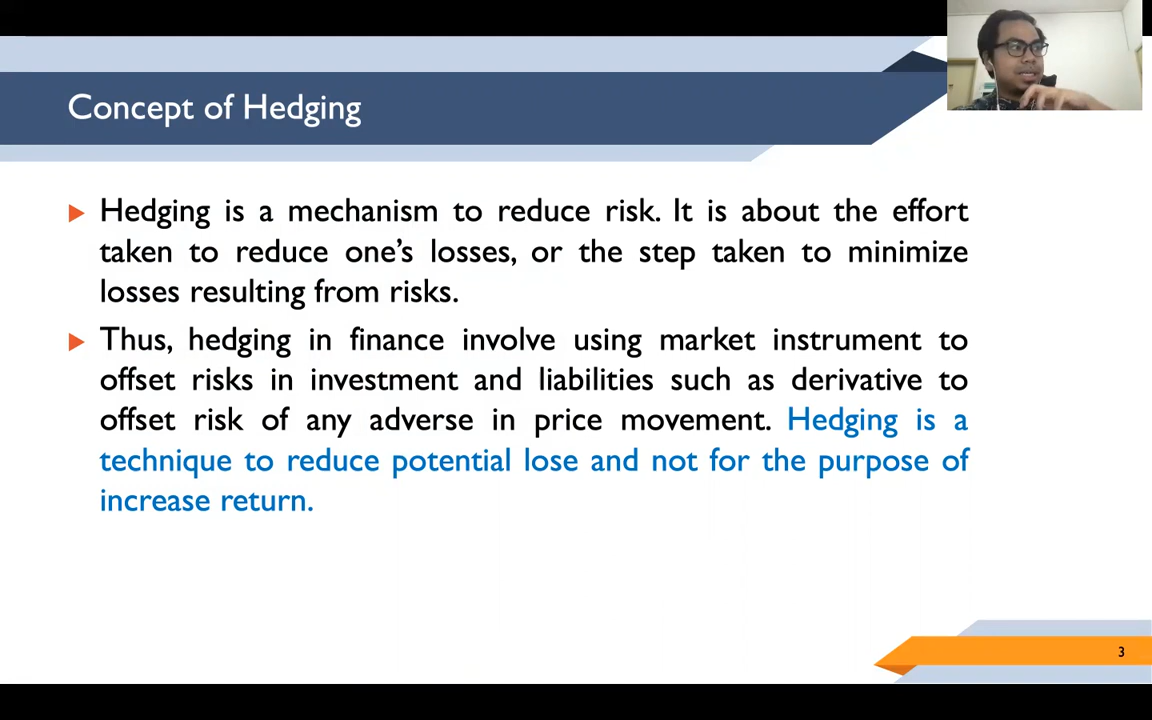 Concept of Hedging
Hedging is a mechanism to reduce risk. It is about the effort
taken to reduce one’s losses, or the step taken to minimize
losses resulting from risks.
Thus, hedging in finance involve using market instrument to
offset risks in investment and liabilities such as derivative to
offset risk of any adverse in price movement. Hedging is a
technique to reduce potential lose and not for the purpose of
increase return.
3